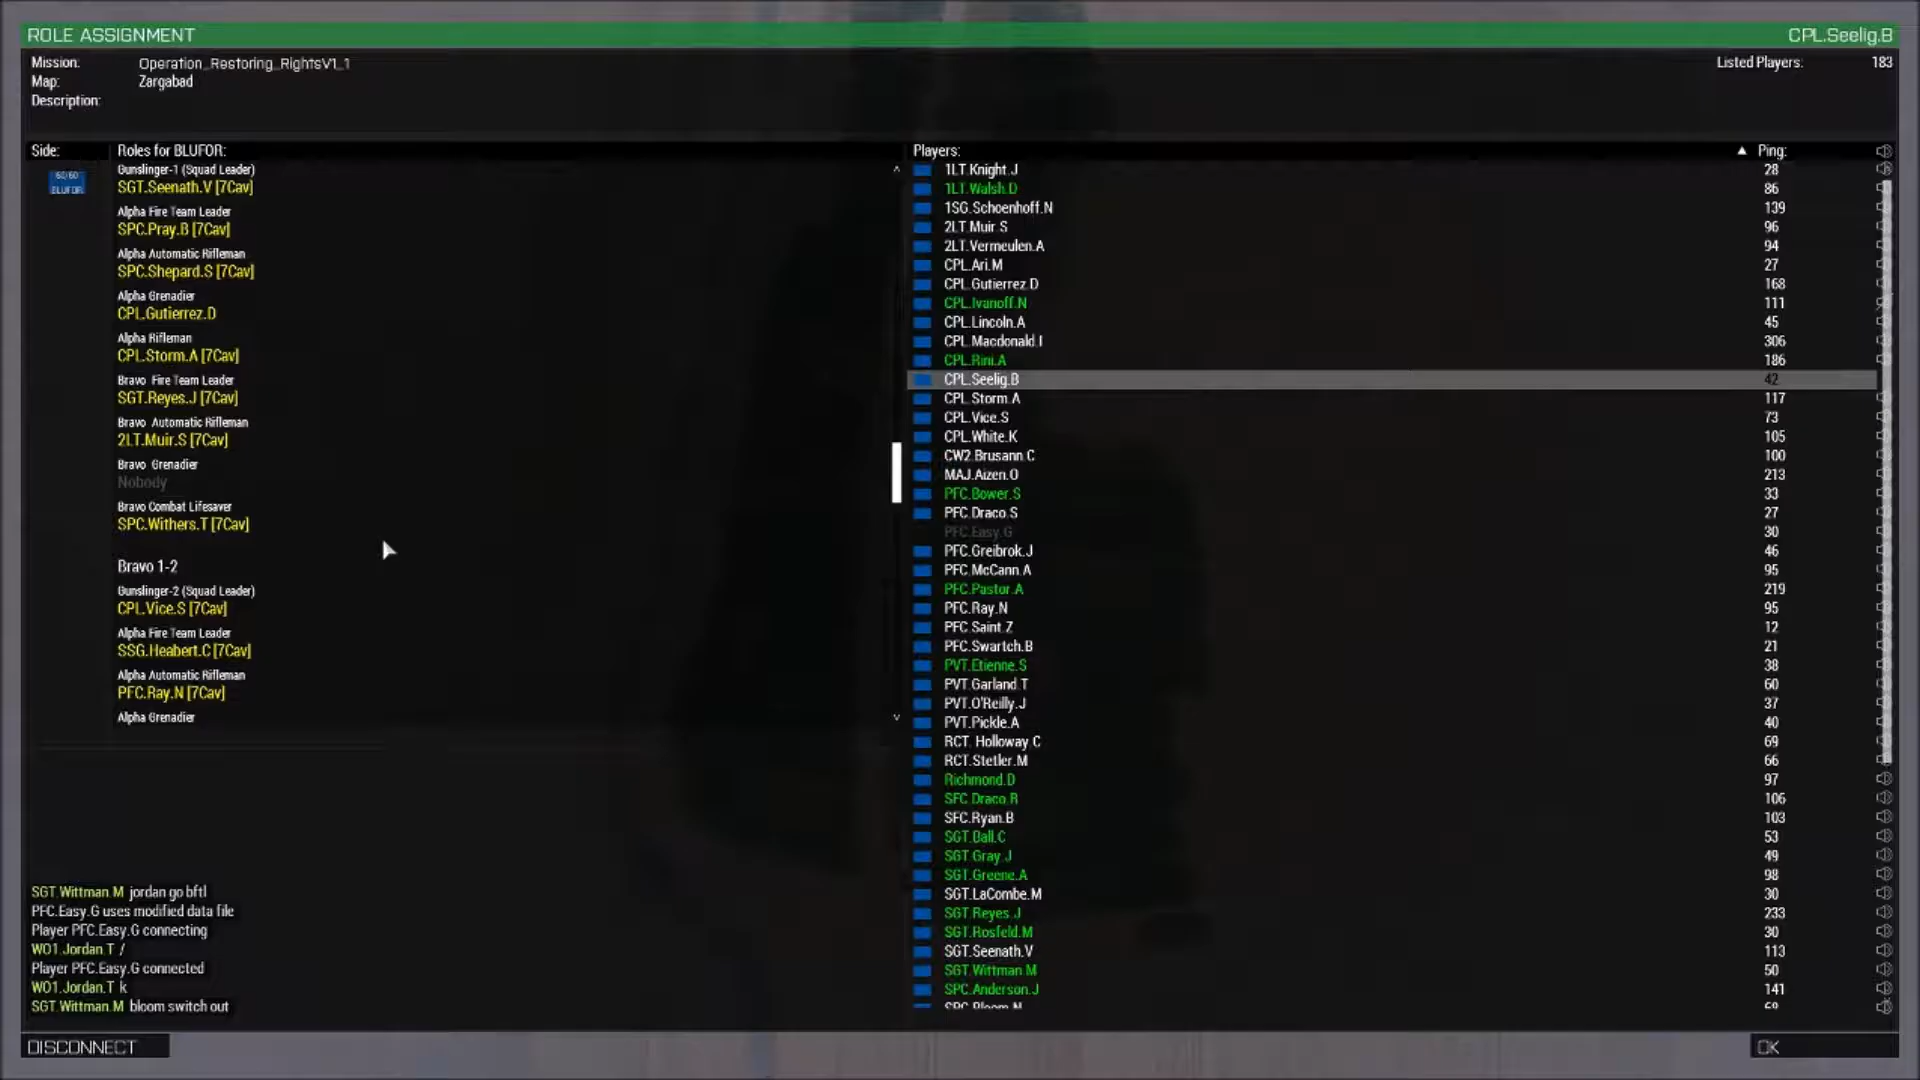 ROLE ASSIGNMENT CPL.Seelig.B
Mission: Operation_Restoring_RightsV1_1 Listed Players: 183
Map: Zargabad
Description:
Side: Roles for BLUFOR:
60/60
BLUFOR
Gunslinger-1 (Squad Leader)
SGT.Seenath.V [7Cav]
Alpha Fire Team Leader
SPC.Pray.B [7Cav]
Alpha Automatic Rifleman
SPC.Shepard.S [7Cav]
Alpha Grenadier
CPL.Gutierrez.D
Alpha Rifleman
CPL.Storm.A [7Cav]
Bravo Fire Team Leader
SGT.Reyes.J [7Cav]
Bravo Automatic Rifleman
2LT.Muir.S [7Cav]
Bravo Grenadier
Nobody
Bravo Combat Lifesaver
SPC.Withers.T [7Cav]
Bravo 1-2
Gunslinger-2 (Squad Leader)
CPL.Vice.S [7Cav]
Alpha Fire Team Leader
SSG.Heabert.C [7Cav]
Alpha Automatic Rifleman
PFC.Ray.N [7Cav]
Alpha Grenadier
Players: Ping:
1LT.Knight.J 28
1LT.Walsh.D 86
1SG.Schoenhoff.N 139
2LT.Muir.S 96
2LT.Vermeulen.A 94
CPL.Ari.M 27
CPL.Gutierrez.D 168
CPL.Ivanoff.N 111
CPL.Lincoln.A 45
CPL.Macdonald.I 306
CPL.Rini.A 186
CPL.Seelig.B 42
CPL.Storm.A 117
CPL.Vice.S 73
CPL.White.K 105
CW2.Brusann.C 100
MAJ.Aizen.O 213
PFC.Bower.S 33
PFC.Draco.S 27
PFC.Easy.G 30
PFC.Greibrok.J 46
PFC.McCann.A 95
PFC.Pastor.A 219
PFC.Ray.N 95
PFC.Saint.Z 12
PFC.Swartch.B 21
PVT.Etienne.S 38
PVT.Garland.T 60
PVT.O'Reilly.J 37
PVT.Pickle.A 40
RCT. Holloway.C 69
RCT.Stetler.M 66
Richmond.D 97
SFC.Draco.R 106
SFC.Ryan.B 103
SGT.Ball.C 53
SGT.Gray.J 49
SGT.Greene.A 98
SGT.LaCombe.M 30
SGT.Reyes.J 233
SGT.Rosfeld.M 30
SGT.Seenath.V 113
SGT.Wittman.M 50
SPC.Anderson.J 141
SPC.Bloom.N 68
SGT.Wittman.M jordan go bftl
PFC.Easy.G uses modified data file
Player PFC.Easy.G connecting
WO1.Jordan.T /
Player PFC.Easy.G connected
WO1.Jordan.T k
SGT.Wittman.M bloom switch out
DISCONNECT OK